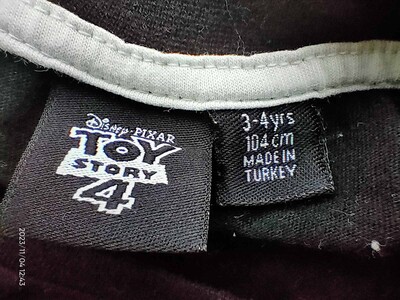 Disney·PIXAR
TOY
STORY
4
3-4yrs
104cm
MADE IN
TURKEY
2023/11/04 12:43